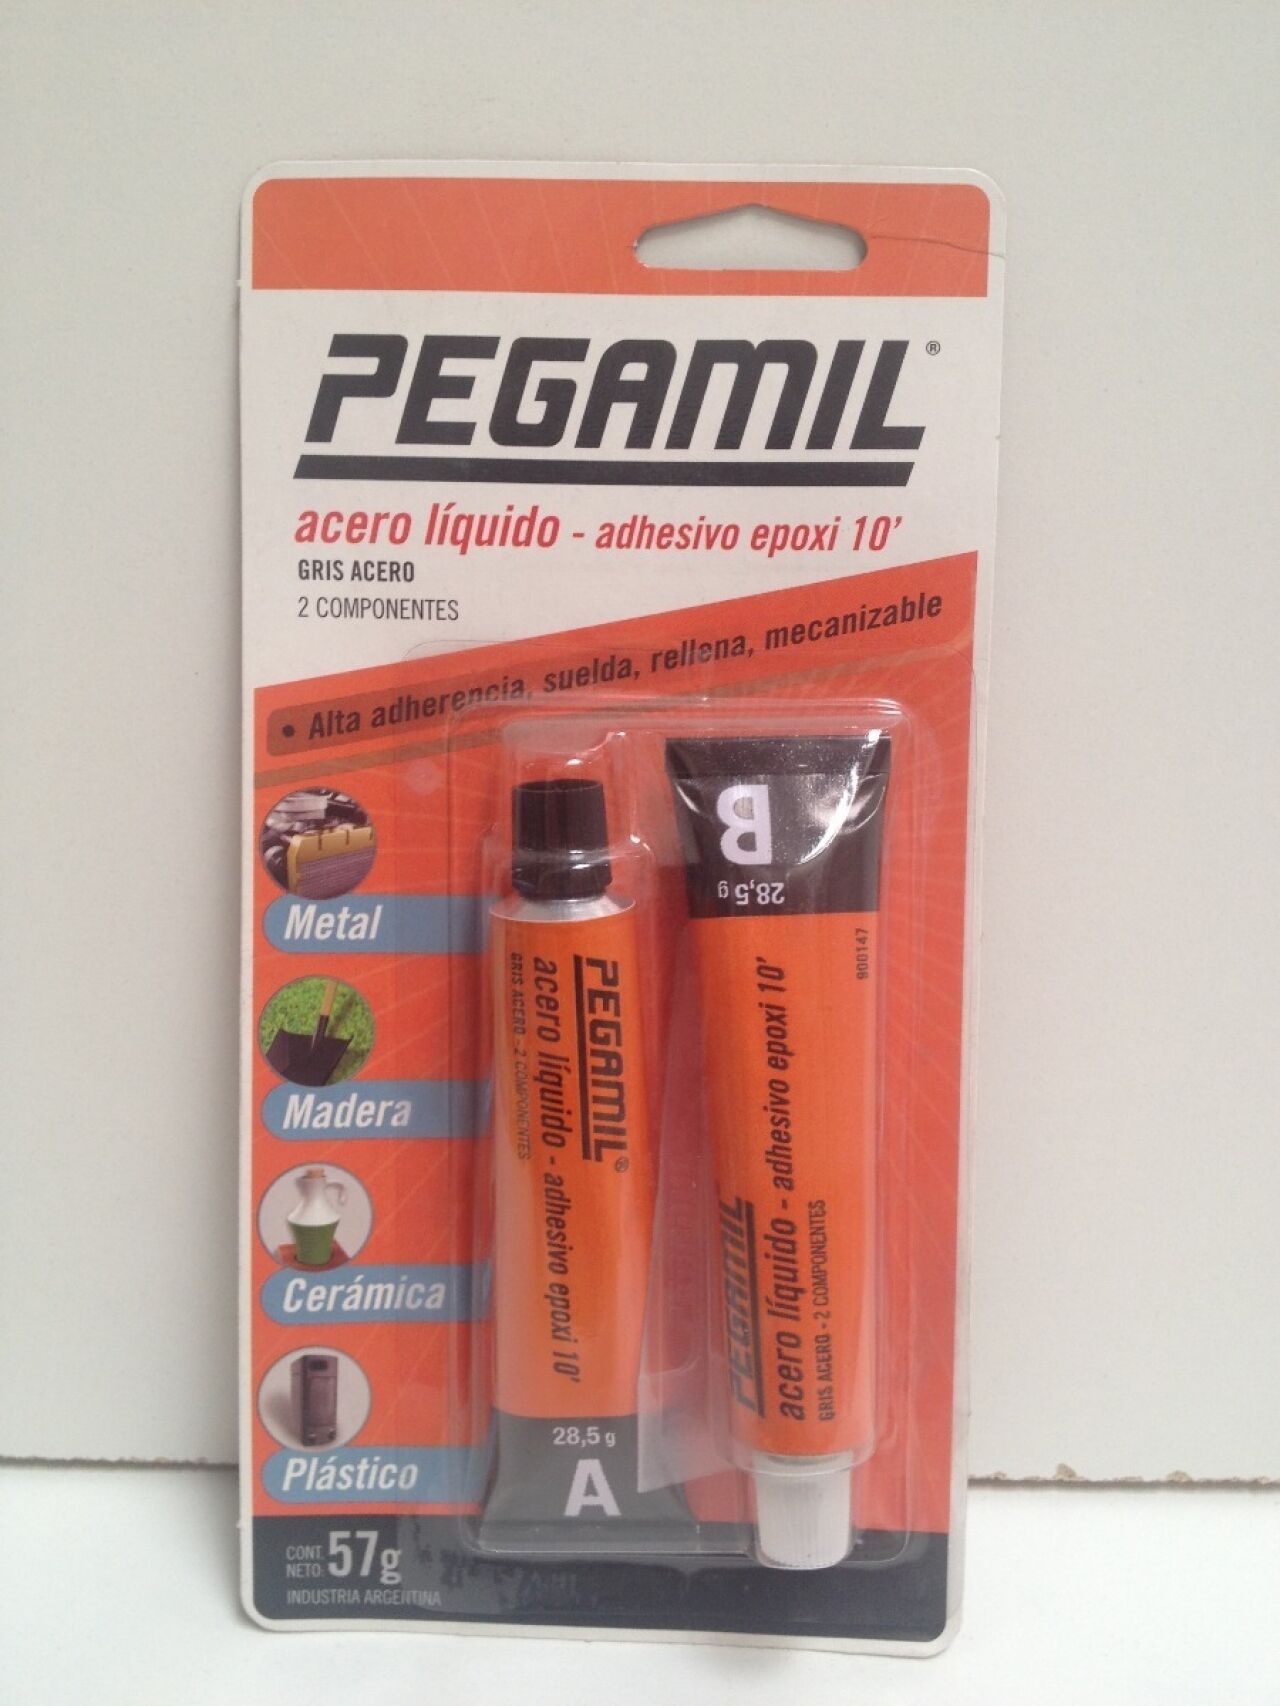 PEGAMIL®
acero líquido - adhesivo epoxi 10'
GRIS ACERO
2 COMPONENTES
• Alta adherencia, suelda, rellena, mecanizable
Metal
Madera
Cerámica
Plástico
CONT. NETO: 57g
INDUSTRIA ARGENTINA
PEGAMIL®
acero líquido - adhesivo epoxi 10'
GRIS ACERO - 2 COMPONENTES
28,5 g
A
B
28,5 g
900147
PEGAMIL
acero líquido - adhesivo epoxi 10'
GRIS ACERO - 2 COMPONENTES